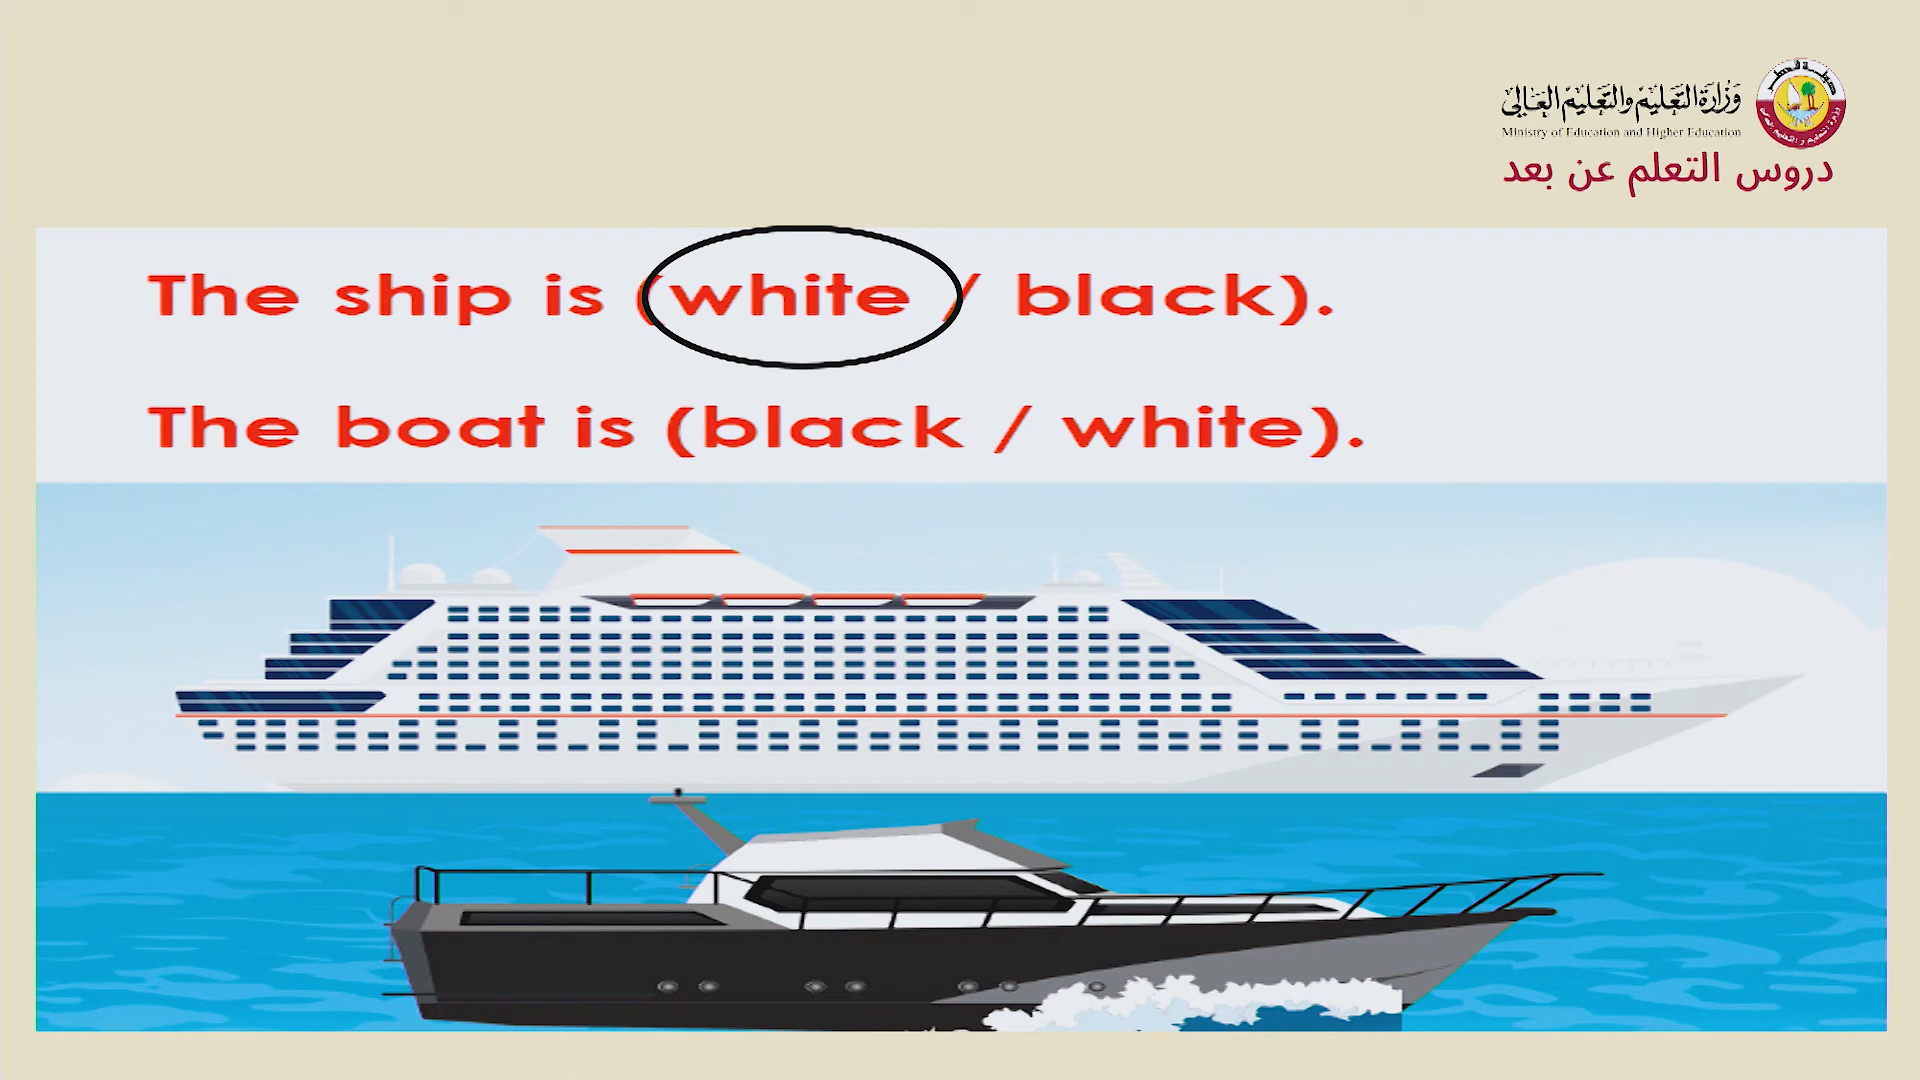 وزارة التعليم والتعليم العالي
Ministry of Education and Higher Education
دروس التعلم عن بعد
The ship is (white / black).
The boat is (black / white).